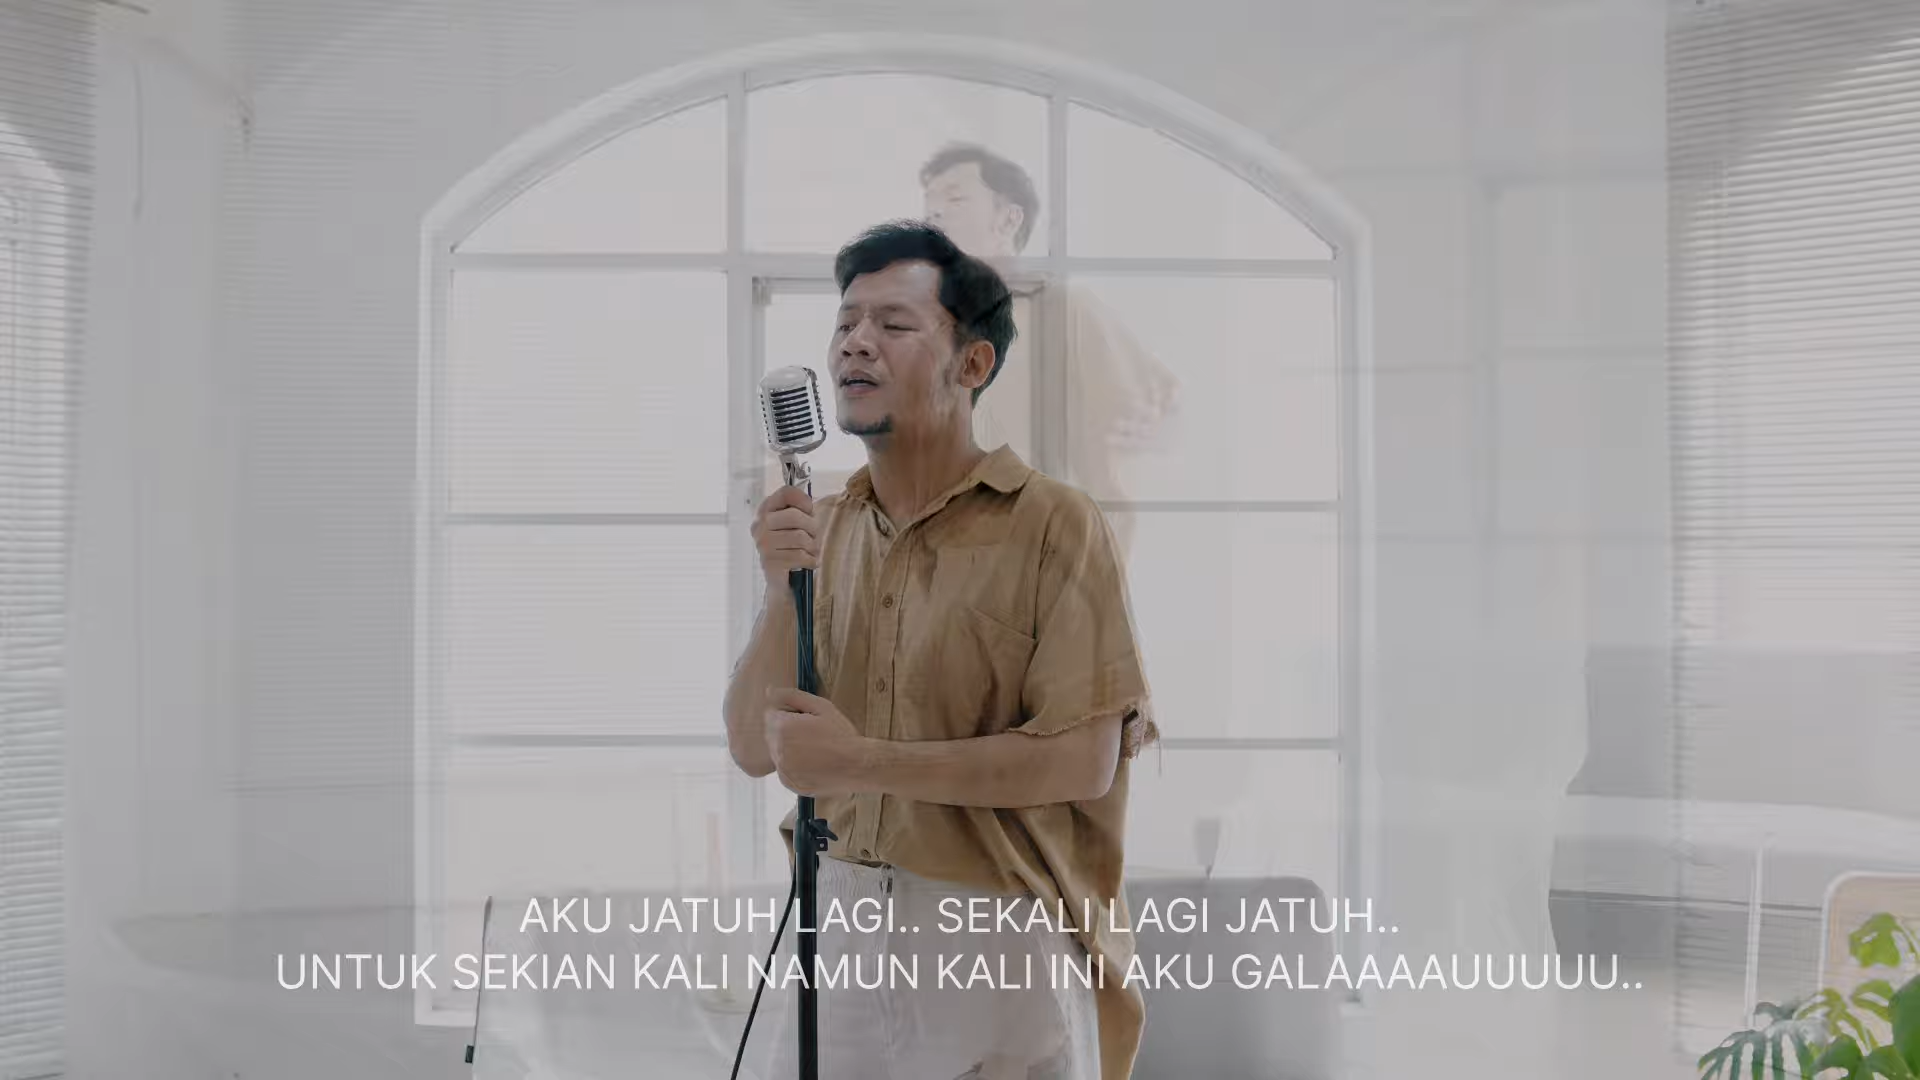 AKU JATUH LAGI.. SEKALI LAGI JATUH..
UNTUK SEKIAN KALI NAMUN KALI INI AKU GALAAAAUUUUU..